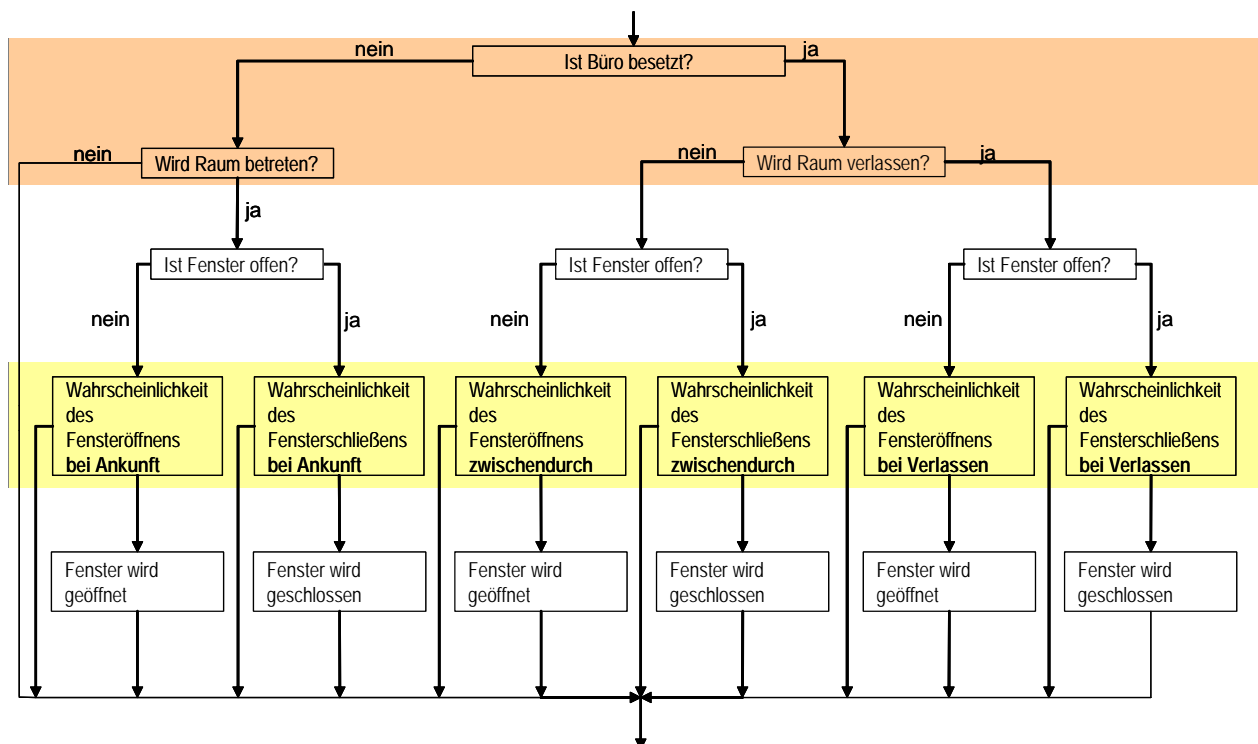 nein
Ist Büro besetzt?
ja
nein
Wird Raum betreten?
nein
Wird Raum verlassen?
ja
ja
Ist Fenster offen?
Ist Fenster offen?
Ist Fenster offen?
nein
ja
nein
ja
nein
ja
Wahrscheinlichkeit
des
Fensteröffnens
bei Ankunft
Wahrscheinlichkeit
des
Fensterschließens
bei Ankunft
Wahrscheinlichkeit
des
Fensteröffnens
zwischendurch
Wahrscheinlichkeit
des
Fensterschließens
zwischendurch
Wahrscheinlichkeit
des
Fensteröffnens
bei Verlassen
Wahrscheinlichkeit
des
Fensterschließens
bei Verlassen
Fenster wird
geöffnet
Fenster wird
geschlossen
Fenster wird
geöffnet
Fenster wird
geschlossen
Fenster wird
geöffnet
Fenster wird
geschlossen